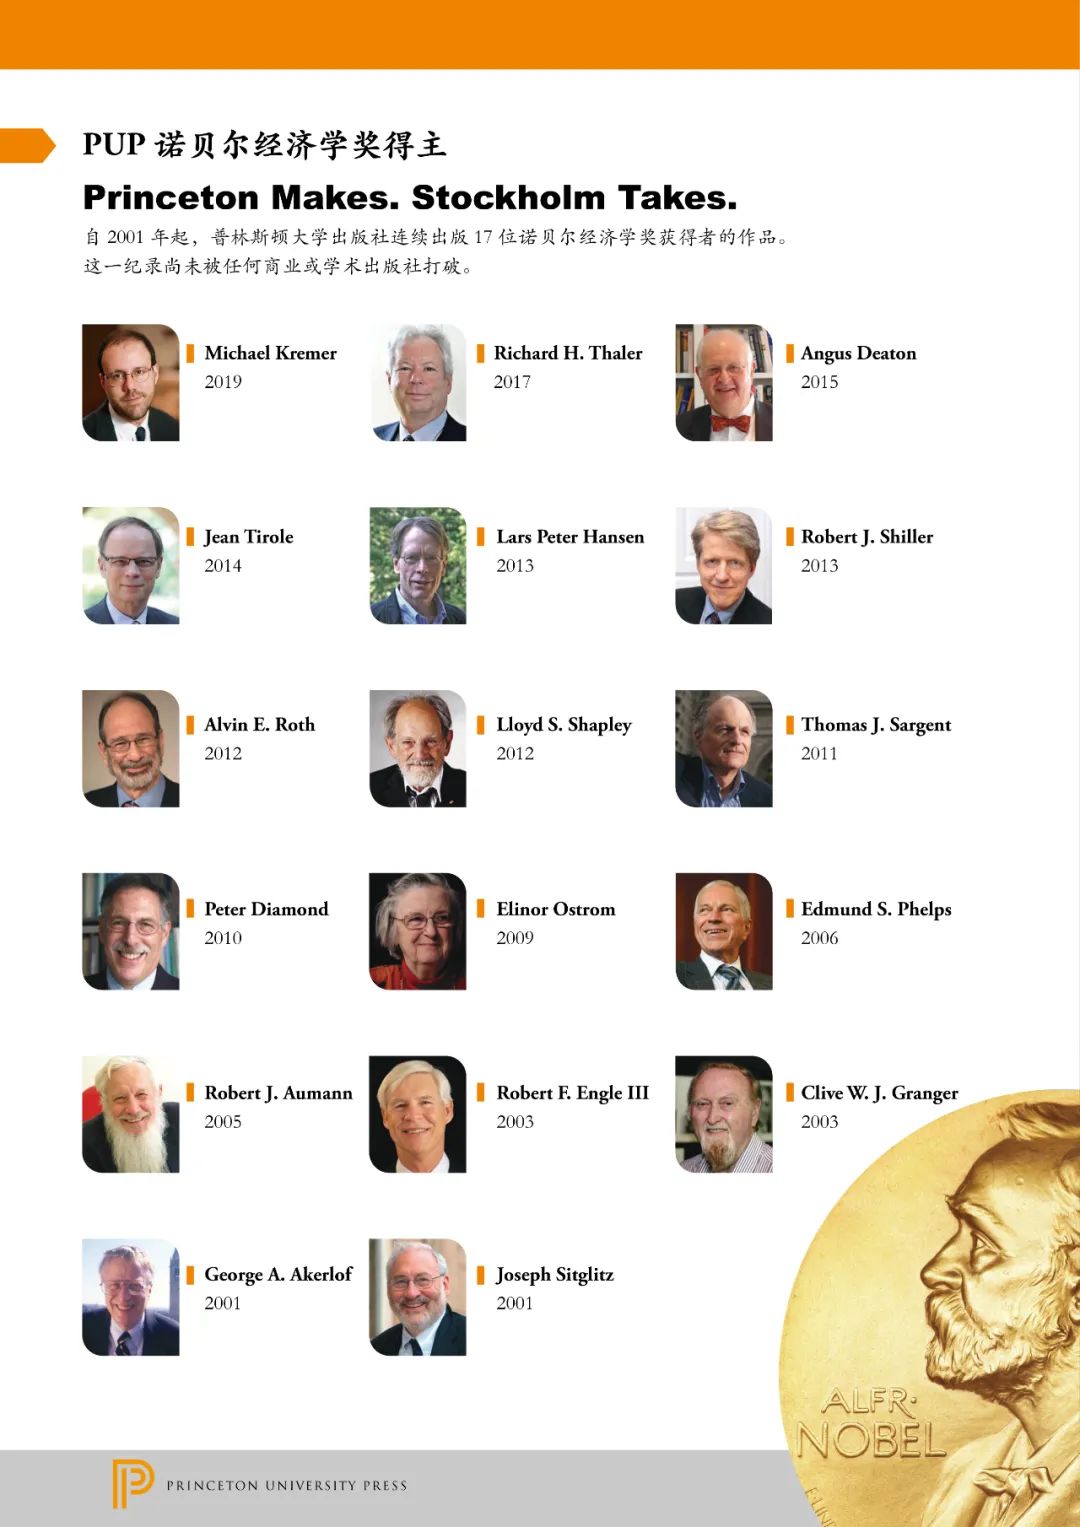 PUP 诺贝尔经济学奖得主
Princeton Makes. Stockholm Takes.
自 2001 年起，普林斯顿大学出版社连续出版 17 位诺贝尔经济学奖获得者的作品。
这一纪录尚未被任何商业或学术出版社打破。
Michael Kremer
2019
Richard H. Thaler
2017
Angus Deaton
2015
Jean Tirole
2014
Lars Peter Hansen
2013
Robert J. Shiller
2013
Alvin E. Roth
2012
Lloyd S. Shapley
2012
Thomas J. Sargent
2011
Peter Diamond
2010
Elinor Ostrom
2009
Edmund S. Phelps
2006
Robert J. Aumann
2005
Robert F. Engle III
2003
Clive W. J. Granger
2003
George A. Akerlof
2001
Joseph Sitglitz
2001
ALFR·
NOBEL
PRINCETON UNIVERSITY PRESS